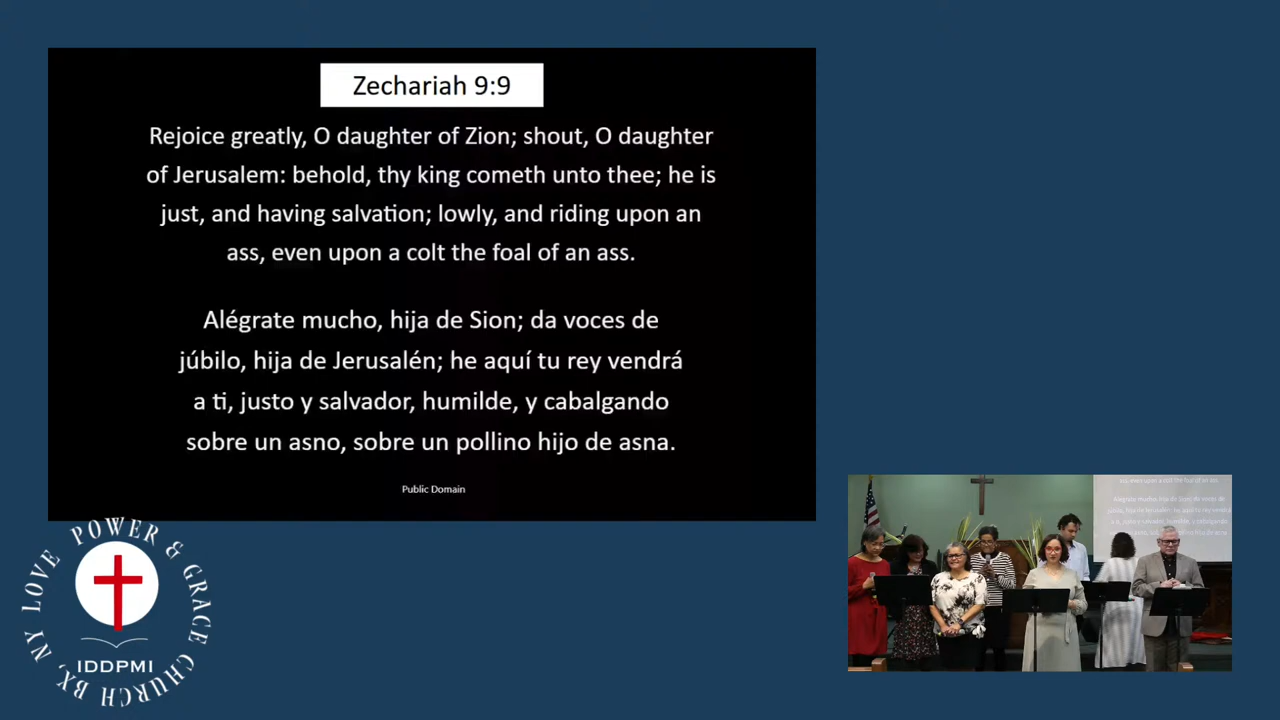 Zechariah 9:9
Rejoice greatly, O daughter of Zion; shout, O daughter
of Jerusalem: behold, thy king cometh unto thee; he is
just, and having salvation; lowly, and riding upon an
ass, even upon a colt the foal of an ass.
Alégrate mucho, hija de Sion; da voces de
júbilo, hija de Jerusalén; he aquí tu rey vendrá
a ti, justo y salvador, humilde, y cabalgando
sobre un asno, sobre un pollino hijo de asna.
Public Domain
LOVE POWER & GRACE CHURCH BX, NY
IDDPMI